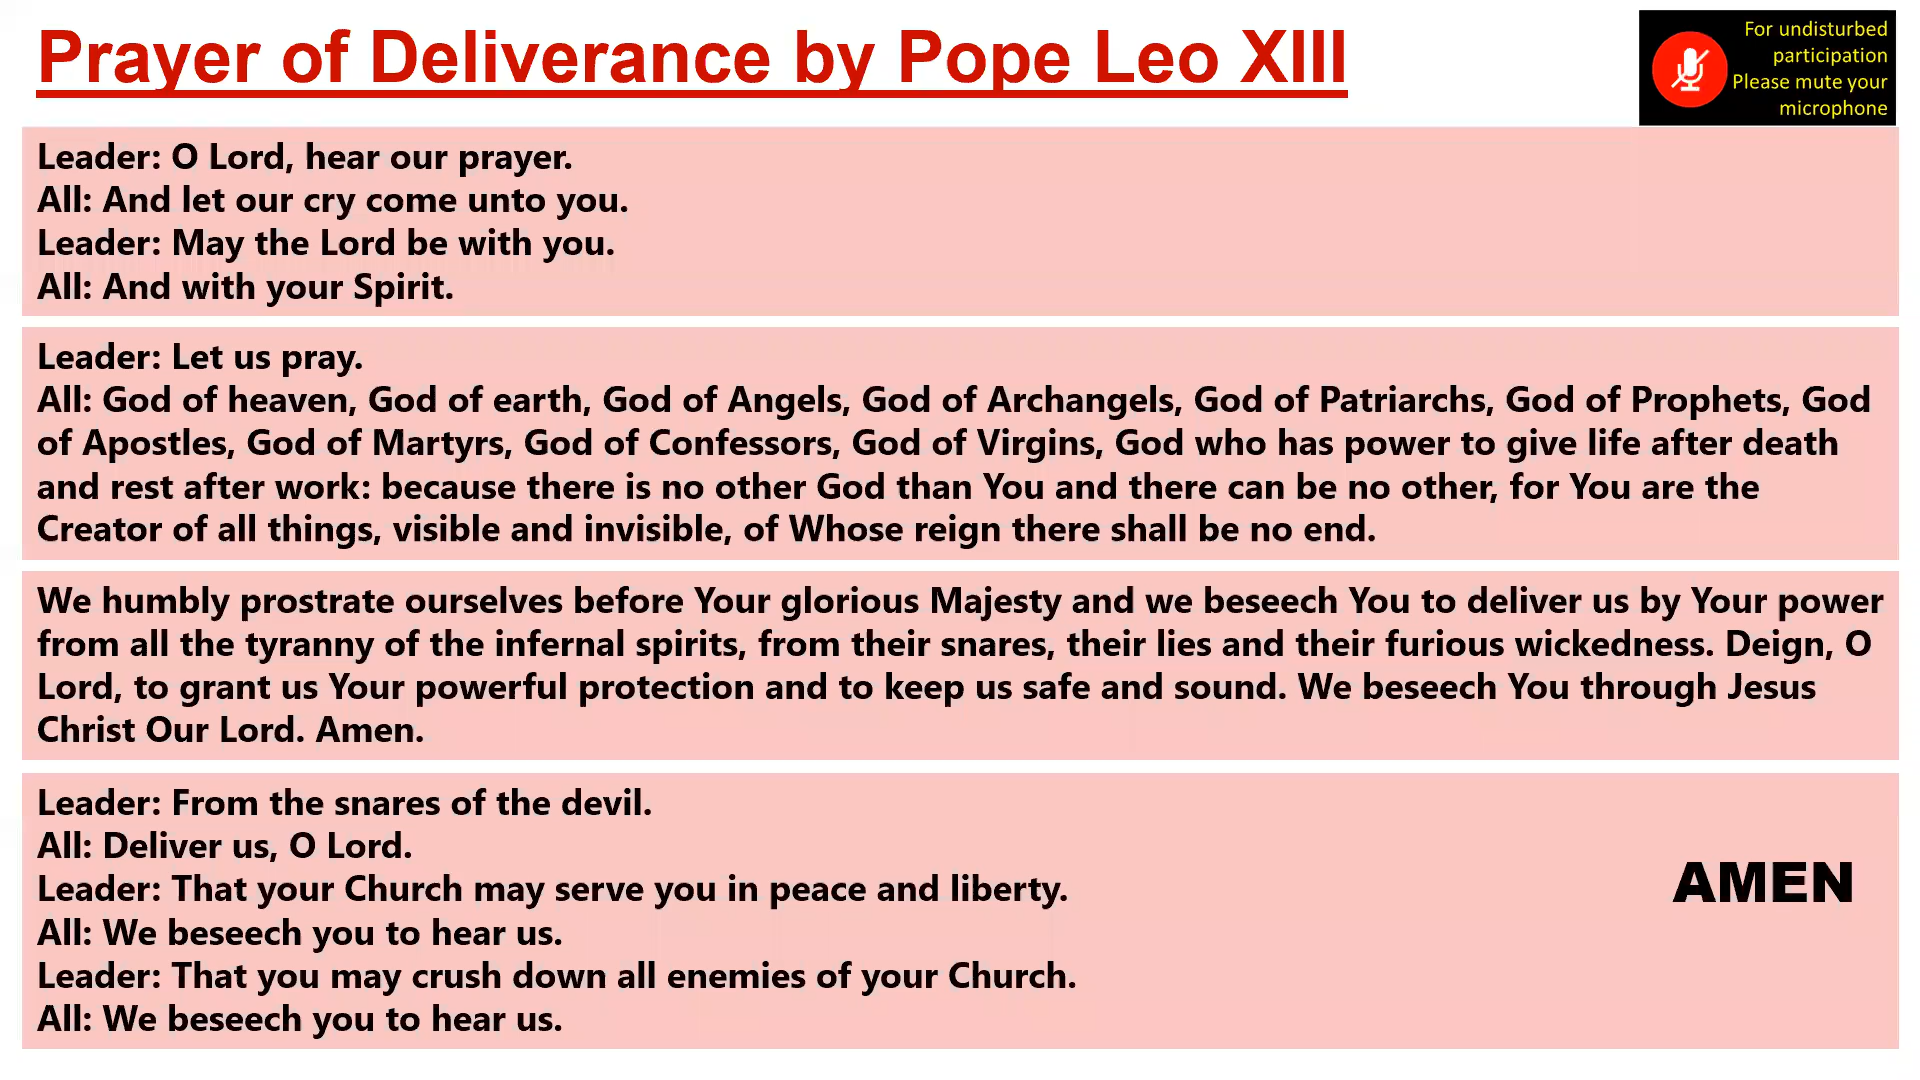 Prayer of Deliverance by Pope Leo XIII
For undisturbed
participation
Please mute your
microphone
Leader: O Lord, hear our prayer.
All: And let our cry come unto you.
Leader: May the Lord be with you.
All: And with your Spirit.
Leader: Let us pray.
All: God of heaven, God of earth, God of Angels, God of Archangels, God of Patriarchs, God of Prophets, God
of Apostles, God of Martyrs, God of Confessors, God of Virgins, God who has power to give life after death
and rest after work: because there is no other God than You and there can be no other, for You are the
Creator of all things, visible and invisible, of Whose reign there shall be no end.
We humbly prostrate ourselves before Your glorious Majesty and we beseech You to deliver us by Your power
from all the tyranny of the infernal spirits, from their snares, their lies and their furious wickedness. Deign, O
Lord, to grant us Your powerful protection and to keep us safe and sound. We beseech You through Jesus
Christ Our Lord. Amen.
Leader: From the snares of the devil.
All: Deliver us, O Lord.
Leader: That your Church may serve you in peace and liberty.
All: We beseech you to hear us.
Leader: That you may crush down all enemies of your Church.
All: We beseech you to hear us.
AMEN